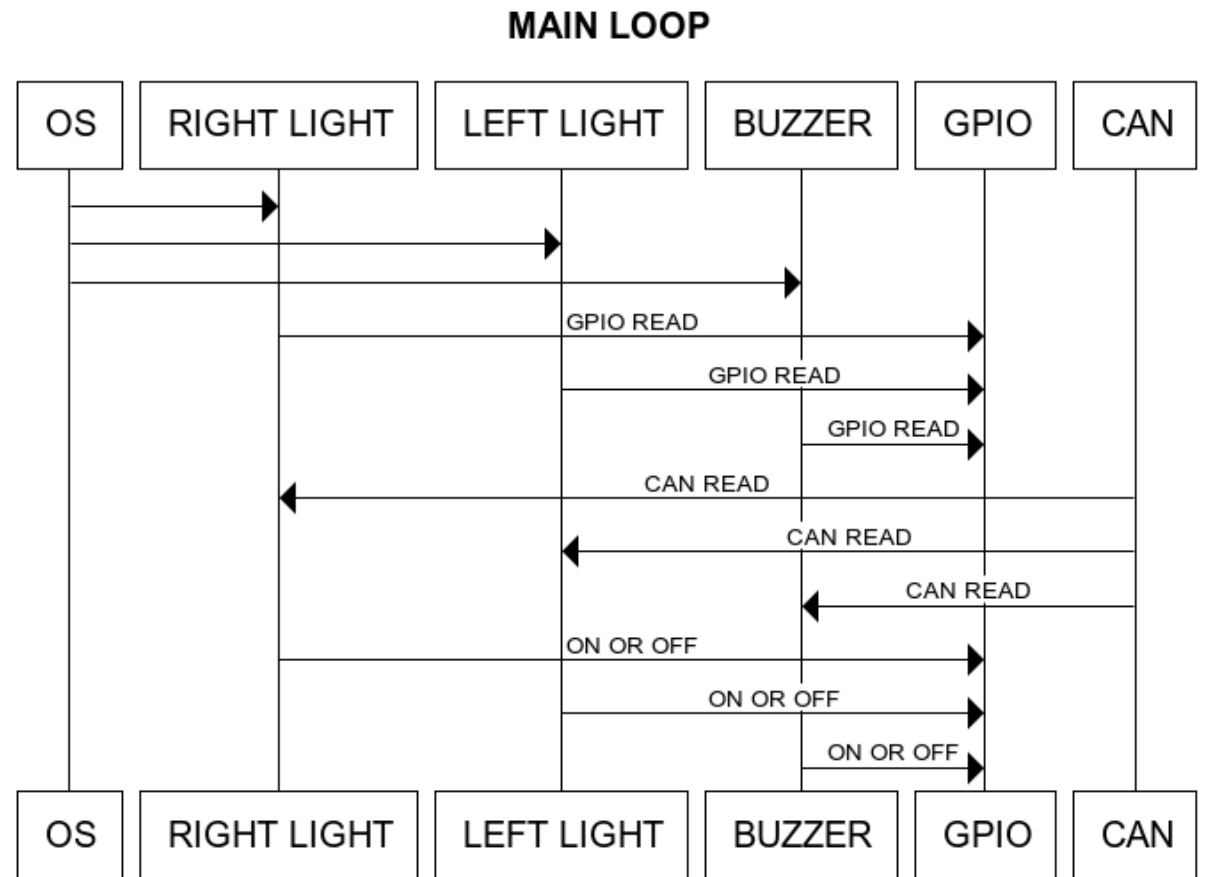 MAIN LOOP
OS
RIGHT LIGHT
LEFT LIGHT
BUZZER
GPIO
CAN
GPIO READ
GPIO READ
GPIO READ
CAN READ
CAN READ
CAN READ
ON OR OFF
ON OR OFF
ON OR OFF
OS
RIGHT LIGHT
LEFT LIGHT
BUZZER
GPIO
CAN